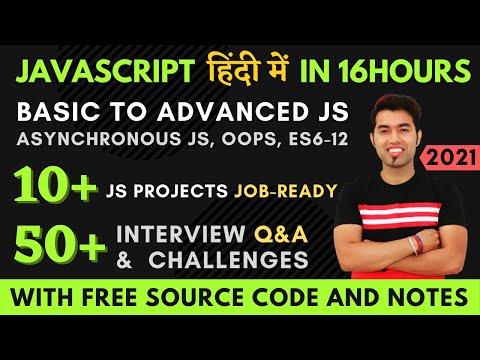 JAVASCRIPT हिंदी में IN 16HOURS
BASIC TO ADVANCED JS
ASYNCHRONOUS JS, OOPS, ES6-12
2021
10+ JS PROJECTS JOB-READY
50+ INTERVIEW Q&A
& CHALLENGES
WITH FREE SOURCE CODE AND NOTES